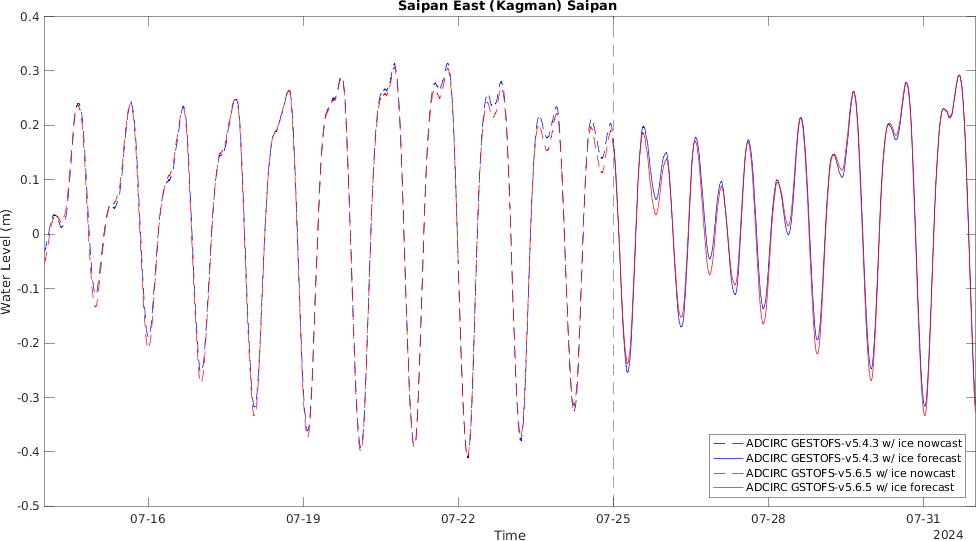 Saipan East (Kagman) Saipan
0.4
0.3
0.2
0.1
0
-0.1
-0.2
-0.3
-0.4
-0.5
Water Level (m)
07-16 07-19 07-22 07-25 07-28 07-31
2024
Time
ADCIRC GESTOFS-v5.4.3 w/ ice nowcast
ADCIRC GESTOFS-v5.4.3 w/ ice forecast
ADCIRC GSTOFS-v5.6.5 w/ ice nowcast
ADCIRC GSTOFS-v5.6.5 w/ ice forecast